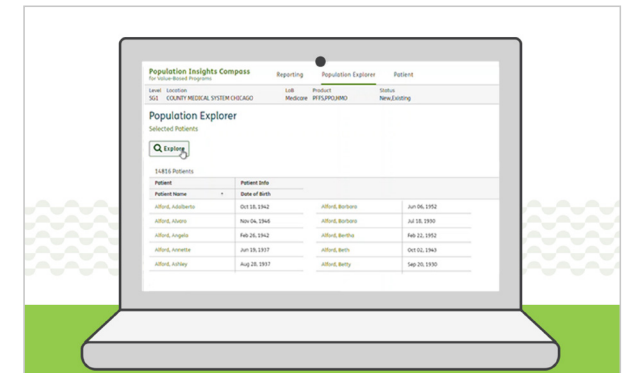 Population Insights Compass
for Value-Based Programs
Reporting Population Explorer Patient
Level Location LoB Product Status
SG1 COUNTY MEDICAL SYSTEM CHICAGO Medicare PFFS,PPO,HMO New,Existing
Population Explorer
Selected Patients
Explore
14816 Patients
Patient Patient Info
Patient Name Date of Birth
Alford, Adalberto Oct 18, 1942 Alford, Barbara Jun 06, 1952
Alford, Alvaro Nov 04, 1946 Alford, Barbara Jul 18, 1930
Alford, Angelo Feb 26, 1942 Alford, Bertha Feb 22, 1952
Alford, Annette Jun 19, 1937 Alford, Beth Oct 02, 1943
Alford, Ashley Aug 28, 1957 Alford, Betty Sep 20, 1950